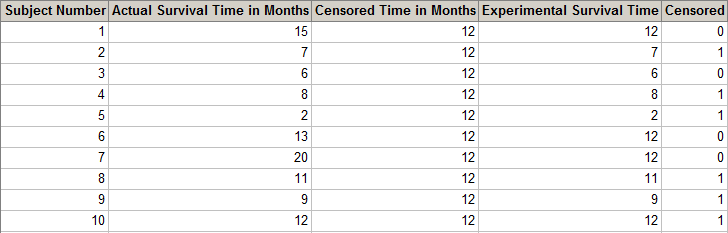 Subject Number Actual Survival Time in Months Censored Time in Months Experimental Survival Time Censored
1 15 12 12 0
2 7 12 7 1
3 6 12 6 0
4 8 12 8 1
5 2 12 2 1
6 13 12 12 0
7 20 12 12 0
8 11 12 11 1
9 9 12 9 1
10 12 12 12 1